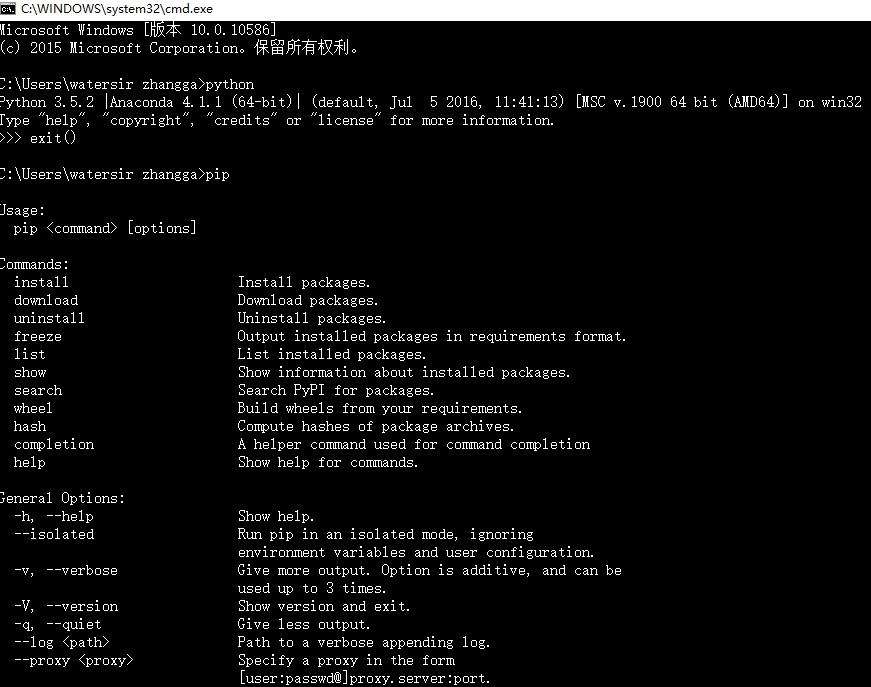 C:\WINDOWS\system32\cmd.exe
Microsoft Windows [版本 10.0.10586]
(c) 2015 Microsoft Corporation。保留所有权利。
C:\Users\watersir zhangga>python
Python 3.5.2 |Anaconda 4.1.1 (64-bit)| (default, Jul  5 2016, 11:41:13) [MSC v.1900 64 bit (AMD64)] on win32
Type "help", "copyright", "credits" or "license" for more information.
>>> exit()
C:\Users\watersir zhangga>pip
Usage:
  pip <command> [options]
Commands:
  install                     Install packages.
  download                    Download packages.
  uninstall                   Uninstall packages.
  freeze                      Output installed packages in requirements format.
  list                        List installed packages.
  show                        Show information about installed packages.
  search                      Search PyPI for packages.
  wheel                       Build wheels from your requirements.
  hash                        Compute hashes of package archives.
  completion                  A helper command used for command completion
  help                        Show help for commands.
General Options:
  -h, --help                  Show help.
  --isolated                  Run pip in an isolated mode, ignoring
                              environment variables and user configuration.
  -v, --verbose               Give more output. Option is additive, and can be
                              used up to 3 times.
  -V, --version               Show version and exit.
  -q, --quiet                 Give less output.
  --log <path>                Path to a verbose appending log.
  --proxy <proxy>             Specify a proxy in the form
                              [user:passwd@]proxy.server:port.